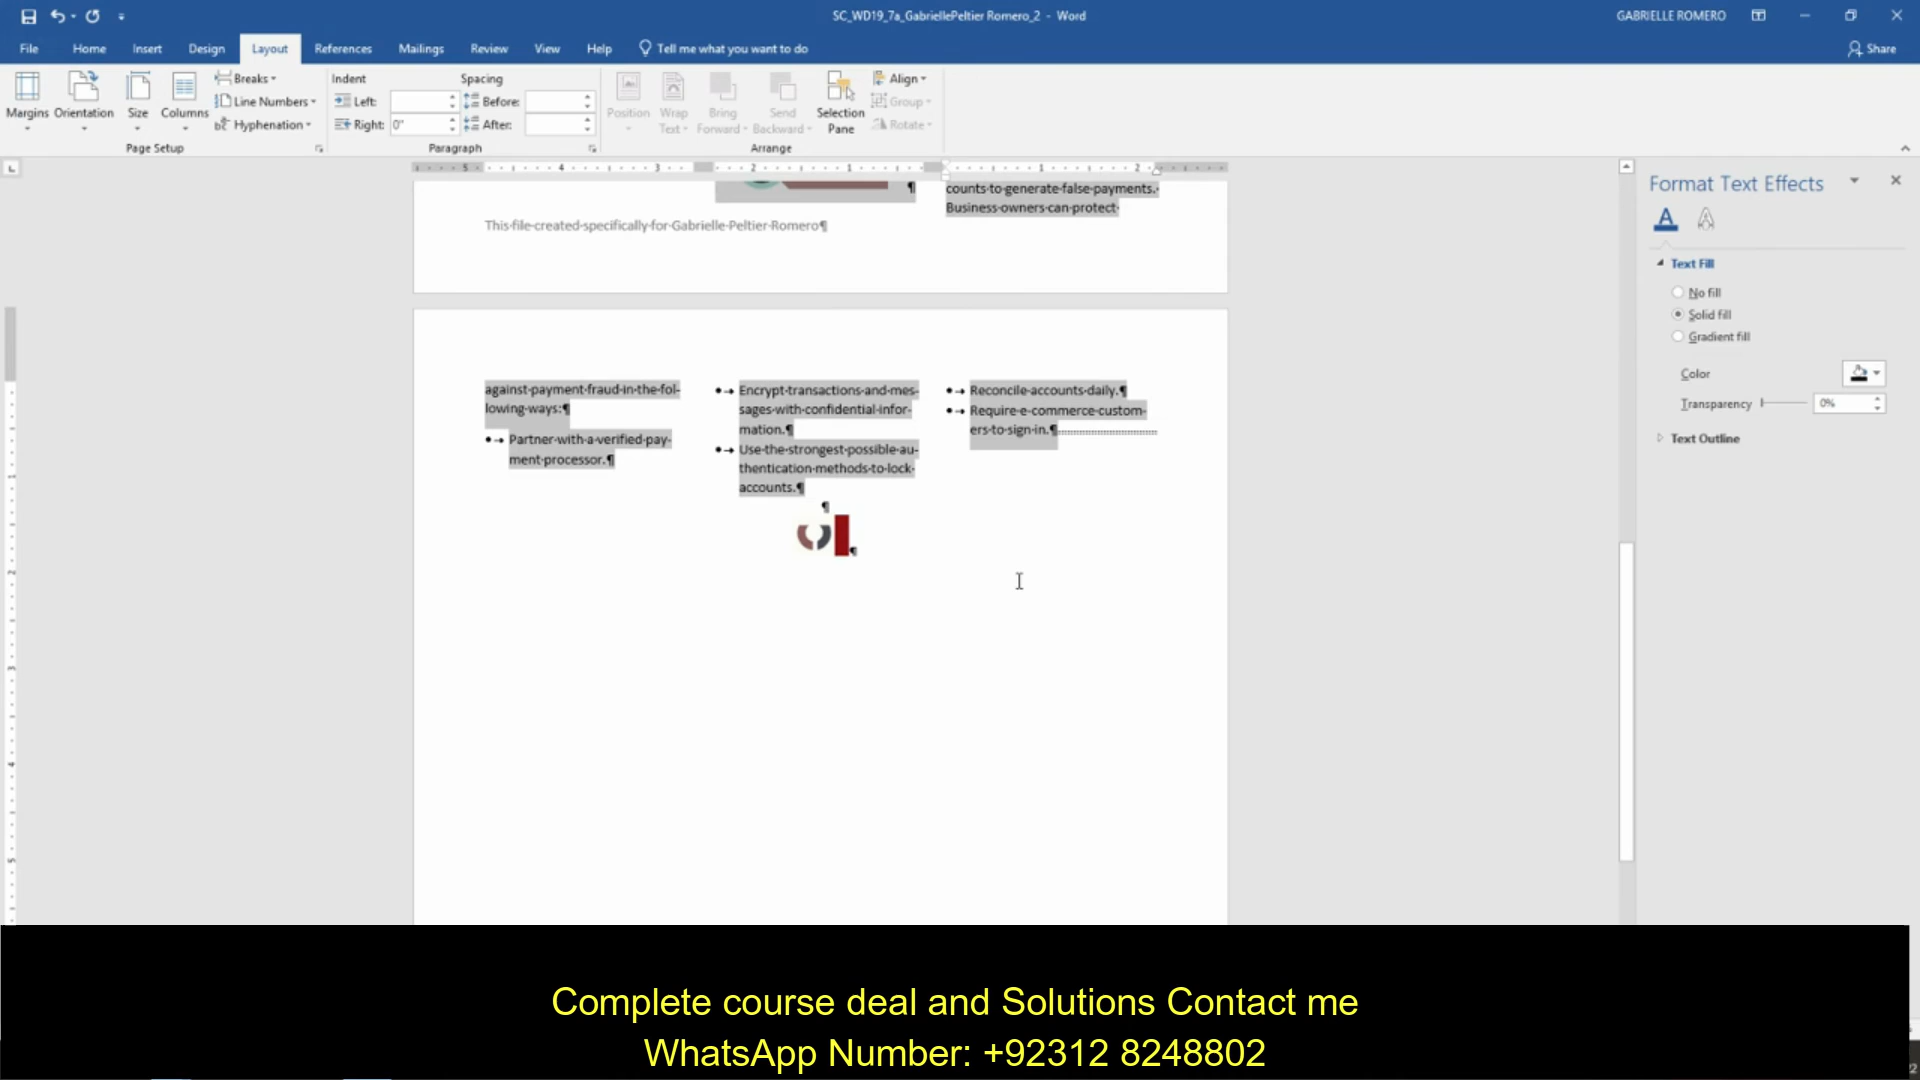 SC_WD19_7a_GabriellePeltier Romero_2 - Word
GABRIELLE ROMERO
File Home Insert Design Layout References Mailings Review View Help Tell me what you want to do
Share
Margins
Orientation
Size
Columns
Breaks
Line Numbers
Hyphenation
Page Setup
Indent
Left:
Right: 0"
Spacing
Before:
After:
Paragraph
Position
Wrap
Text
Bring
Forward
Send
Backward
Selection
Pane
Align
Group
Rotate
Arrange
counts·to·generate·false·payments.·
Business·owners·can·protect·
This·file·created·specifically·for·Gabrielle·Peltier·Romero¶
against·payment·fraud·in·the·fol-
lowing·ways:¶
•→ Partner·with·a·verified·pay-
ment·processor.¶
•→ Encrypt·transactions·and·mes-
sages·with·confidential·infor-
mation.¶
•→ Use·the·strongest·possible·au-
thentication·methods·to·lock·
accounts.¶
•→ Reconcile·accounts·daily.¶
•→ Require·e-commerce·custom-
ers·to·sign·in.¶
Format Text Effects
Text Fill
No fill
Solid fill
Gradient fill
Color
Transparency 0%
Text Outline
Complete course deal and Solutions Contact me
WhatsApp Number: +92312 8248802